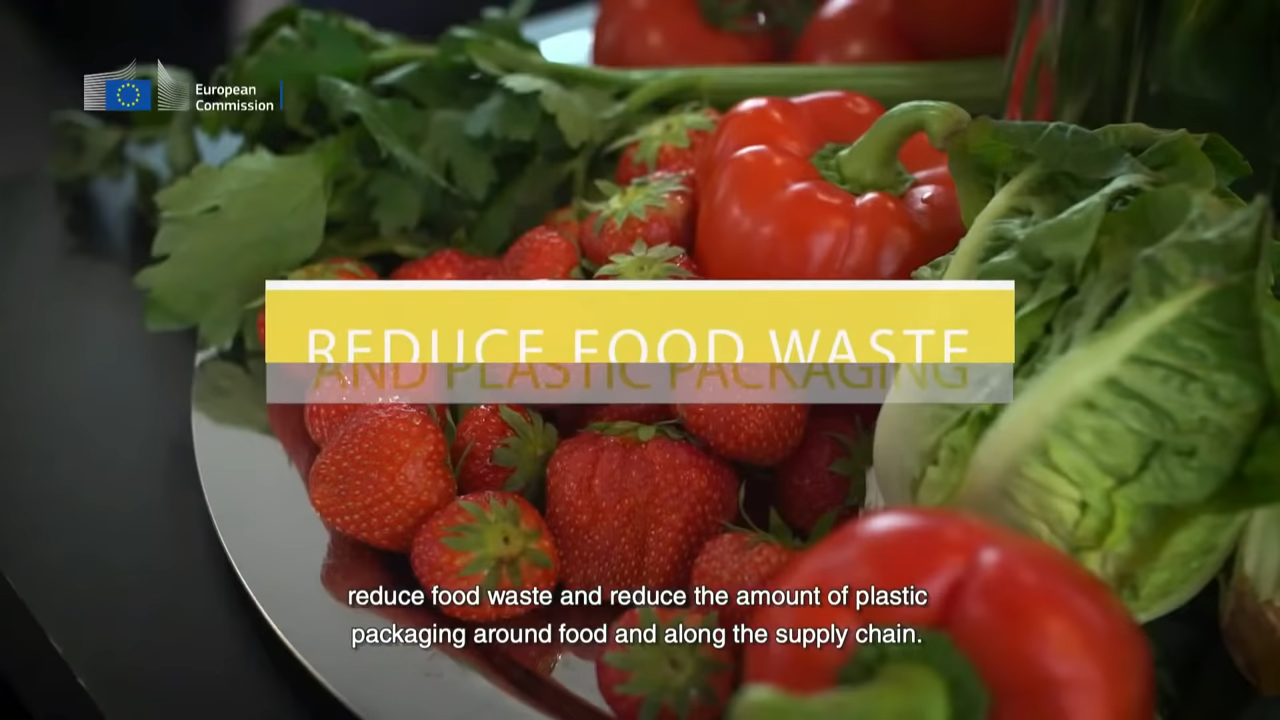 European
Commission
REDUCE FOOD WASTE
AND PLASTIC PACKAGING
reduce food waste and reduce the amount of plastic
packaging around food and along the supply chain.